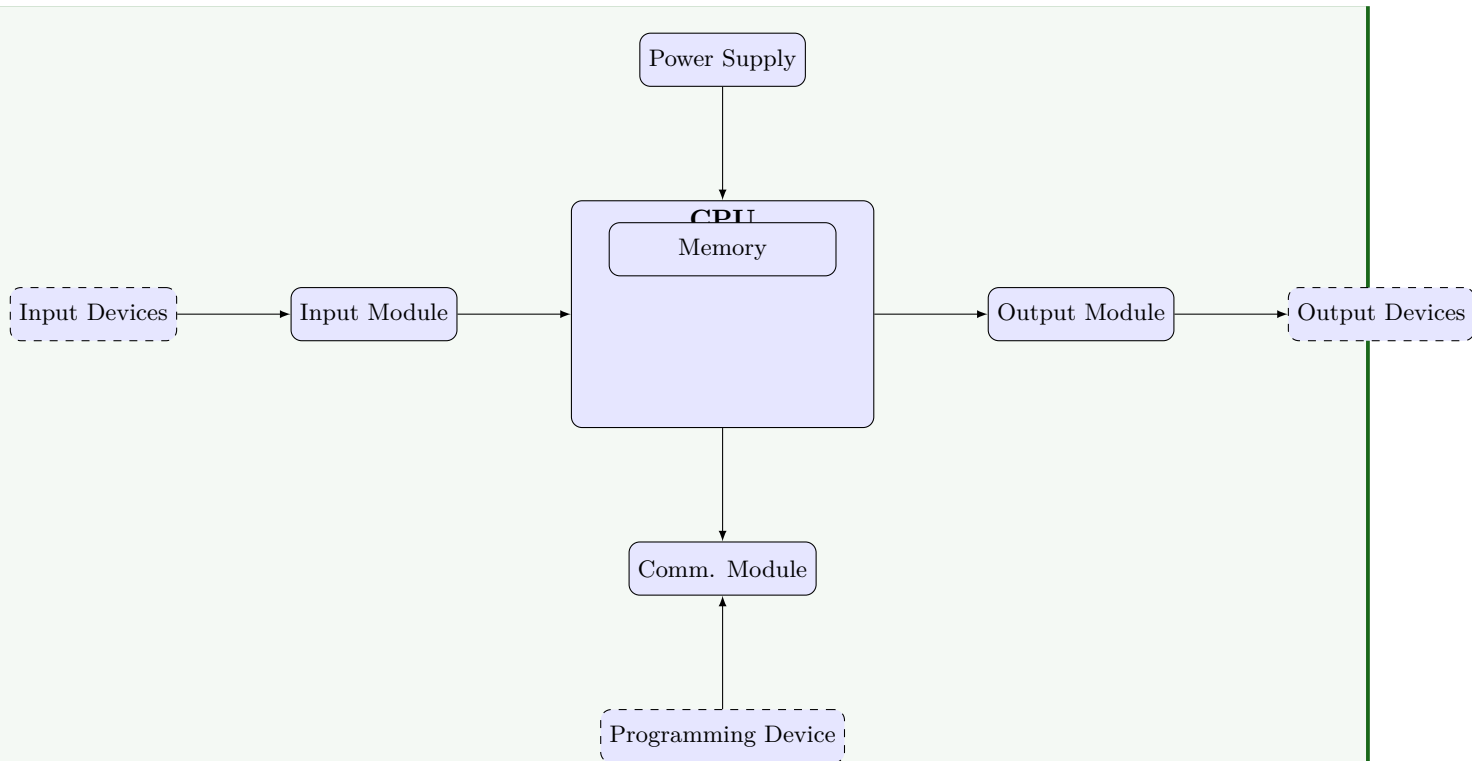 Power Supply
CPU
Memory
Input Devices
Input Module
Output Module
Output Devices
Comm. Module
Programming Device